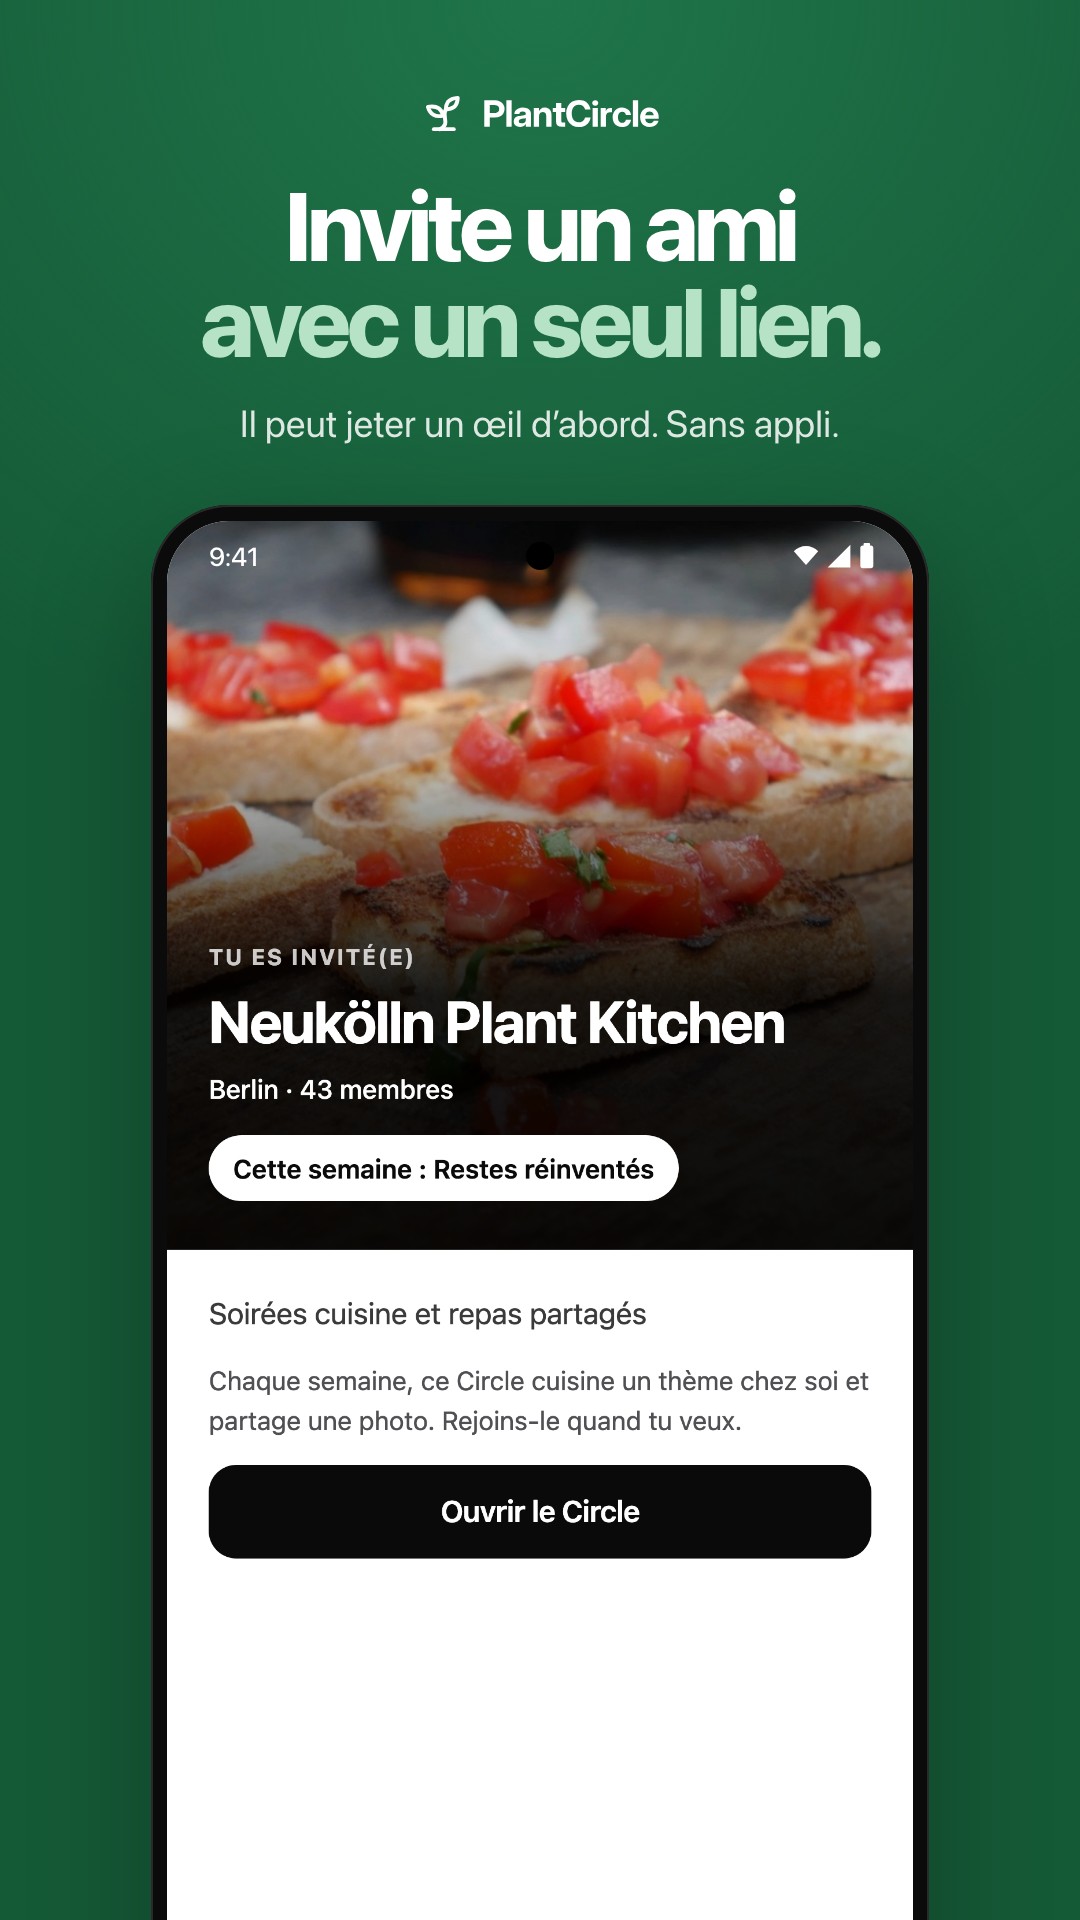 PlantCircle
Invite un ami
avec un seul lien.
Il peut jeter un œil d’abord. Sans appli.
9:41
TU ES INVITÉ(E)
Neukölln Plant Kitchen
Berlin · 43 membres
Cette semaine : Restes réinventés
Soirées cuisine et repas partagés
Chaque semaine, ce Circle cuisine un thème chez soi et
partage une photo. Rejoins-le quand tu veux.
Ouvrir le Circle